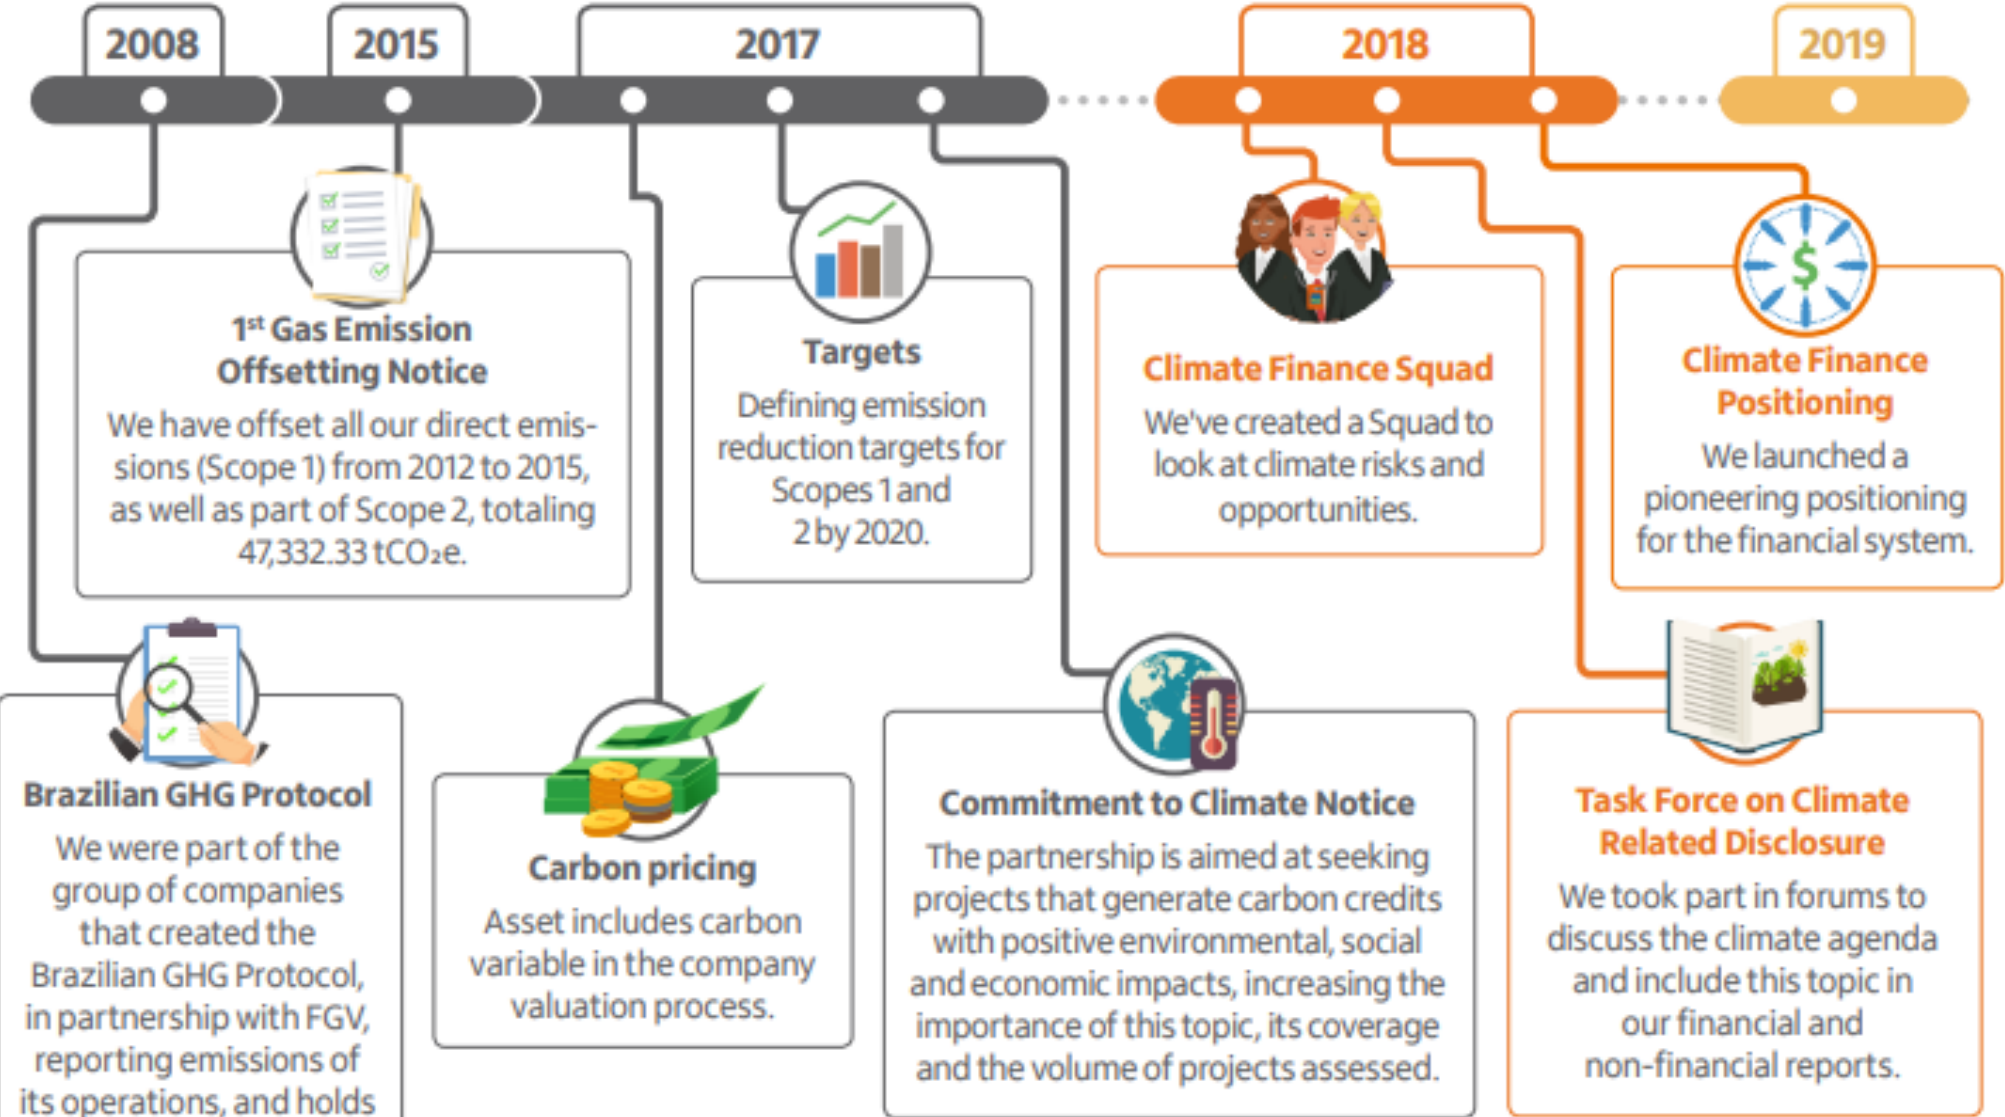 2008
2015
2017
2018
2019
1st Gas Emission
Offsetting Notice
We have offset all our direct emis-
sions (Scope 1) from 2012 to 2015,
as well as part of Scope 2, totaling
47,332.33 tCO₂e.
Targets
Defining emission
reduction targets for
Scopes 1 and
2 by 2020.
Climate Finance Squad
We've created a Squad to
look at climate risks and
opportunities.
Climate Finance
Positioning
We launched a
pioneering positioning
for the financial system.
Brazilian GHG Protocol
We were part of the
group of companies
that created the
Brazilian GHG Protocol,
in partnership with FGV,
reporting emissions of
its operations, and holds
Carbon pricing
Asset includes carbon
variable in the company
valuation process.
Commitment to Climate Notice
The partnership is aimed at seeking
projects that generate carbon credits
with positive environmental, social
and economic impacts, increasing the
importance of this topic, its coverage
and the volume of projects assessed.
Task Force on Climate
Related Disclosure
We took part in forums to
discuss the climate agenda
and include this topic in
our financial and
non-financial reports.